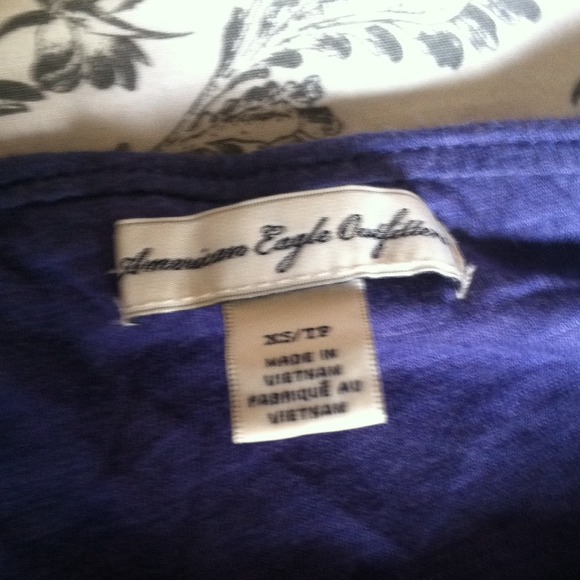 American Eagle Outfitters
XS/TP
MADE IN
VIETNAM
FABRIQUÉ AU
VIETNAM